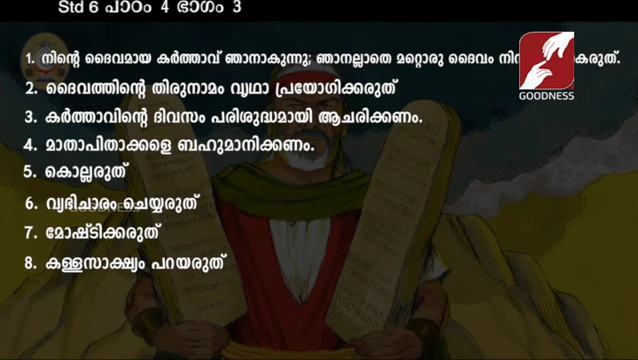 Std 6 പാഠം 4 ഭാഗം 3
1. നിന്റെ ദൈവമായ കർത്താവ് ഞാനാകുന്നു; ഞാനല്ലാതെ മറ്റൊരു ദൈവം
GOODNESS
2. ദൈവത്തിന്റെ തിരുനാമം വൃഥാ പ്രയോഗിക്കരുത്
3. കർത്താവിന്റെ ദിവസം പരിശുദ്ധമായി ആചരിക്കണം.
4. മാതാപിതാക്കളെ ബഹുമാനിക്കണം.
5. കൊല്ലരുത്
6. വ്യഭിചാരം ചെയ്യരുത്
7. മോഷ്ടിക്കരുത്
8. കള്ളസാക്ഷ്യം പറയരുത്